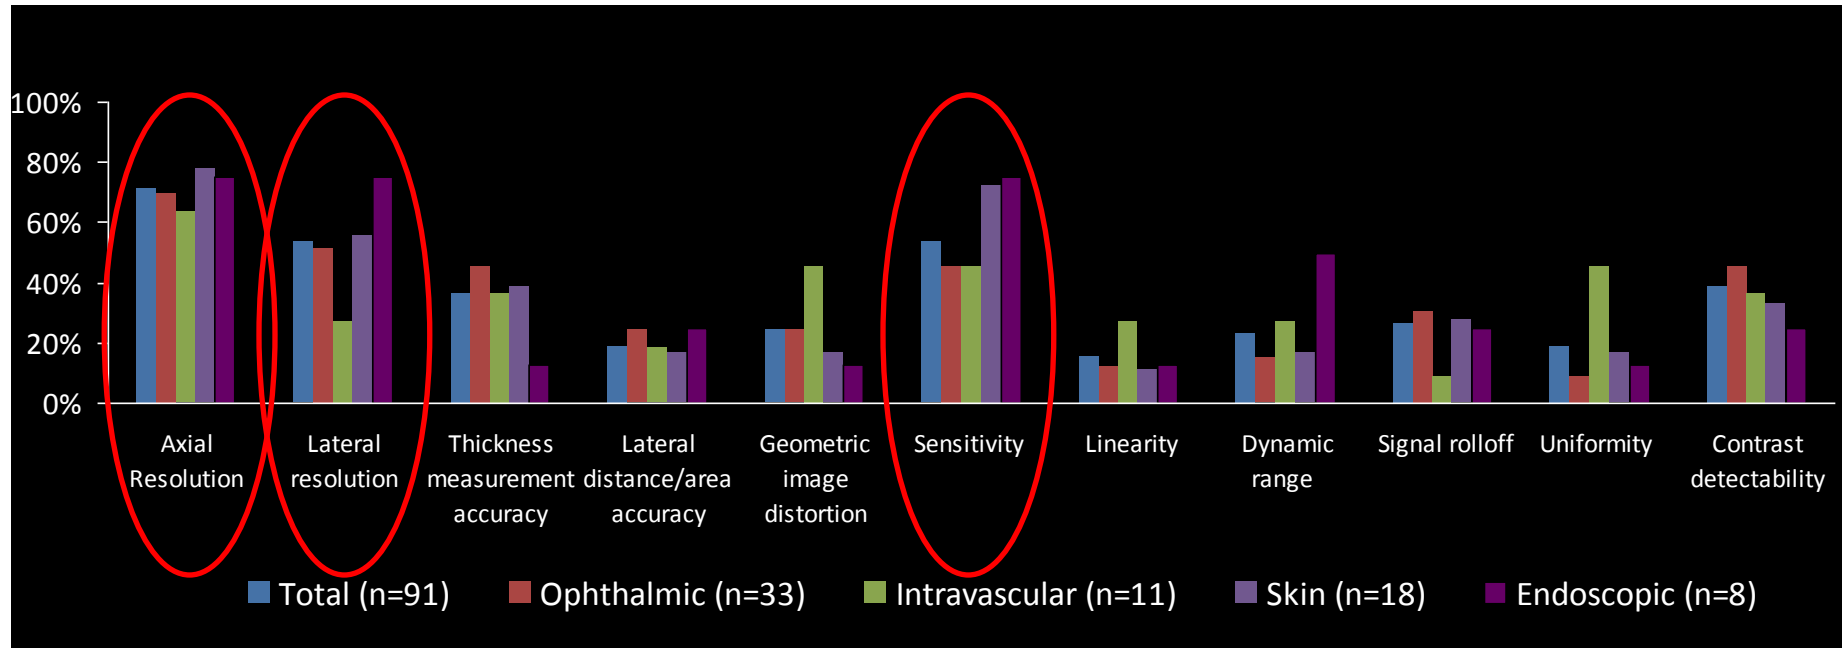 100%
80%
60%
40%
20%
0%
Axial
Resolution
Lateral
resolution
Thickness
measurement
accuracy
Lateral
distance/area
accuracy
Geometric
image
distortion
Sensitivity
Linearity
Dynamic
range
Signal rolloff
Uniformity
Contrast
detectability
Total (n=91)
Ophthalmic (n=33)
Intravascular (n=11)
Skin (n=18)
Endoscopic (n=8)